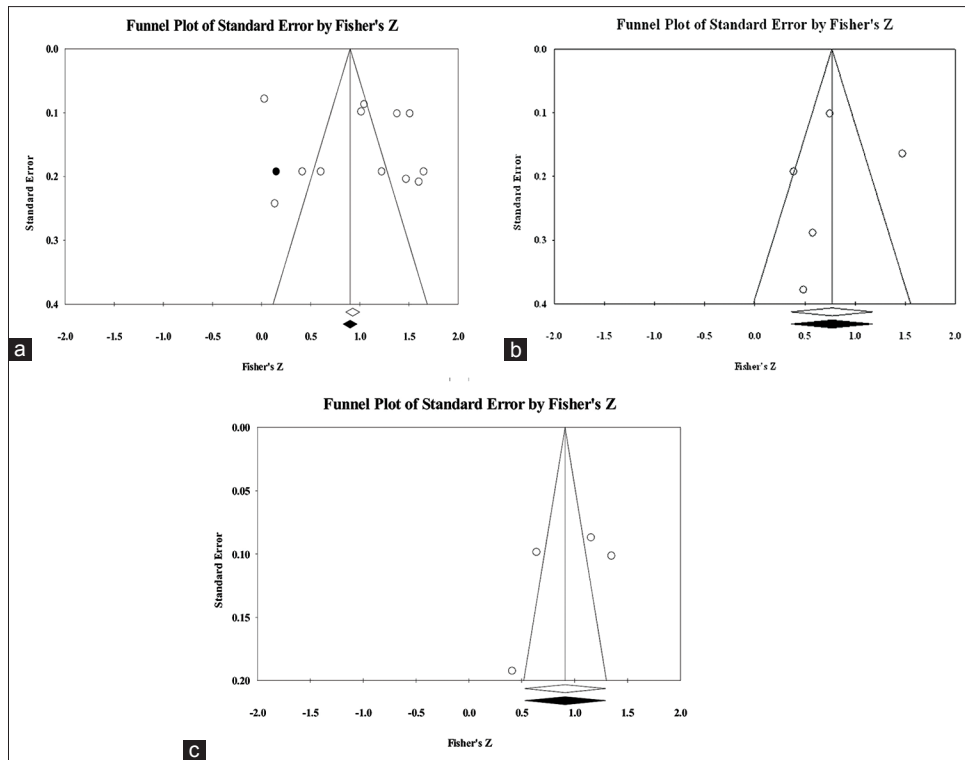 Funnel Plot of Standard Error by Fisher's Z
0.0
0.1
0.2
0.3
0.4
Standard Error
-2.0 -1.5 -1.0 -0.5 0.0 0.5 1.0 1.5 2.0
Fisher's Z
a
Funnel Plot of Standard Error by Fisher's Z
0.0
0.1
0.2
0.3
0.4
Standard Error
-2.0 -1.5 -1.0 -0.5 0.0 0.5 1.0 1.5 2.0
Fisher's Z
b
Funnel Plot of Standard Error by Fisher's Z
0.00
0.05
0.10
0.15
0.20
Standard Error
-2.0 -1.5 -1.0 -0.5 0.0 0.5 1.0 1.5 2.0
Fisher's Z
c